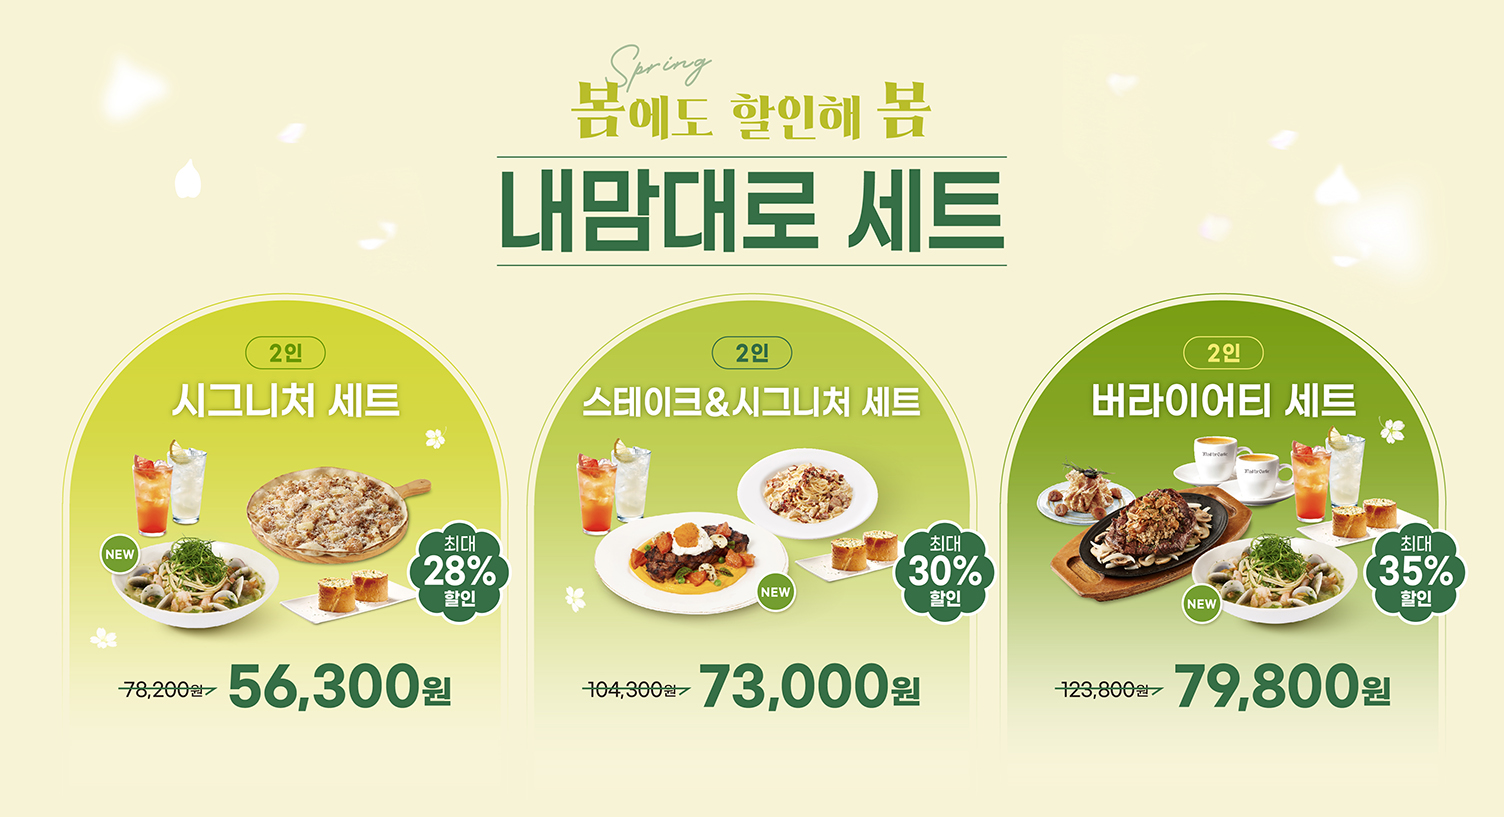 Spring
봄에도 할인해 봄
내맘대로 세트
2인
시그니처 세트
NEW
최대
28%
할인
78,200원 56,300원
2인
스테이크&시그니처 세트
NEW
최대
30%
할인
104,300원 73,000원
2인
버라이어티 세트
NEW
최대
35%
할인
123,800원 79,800원